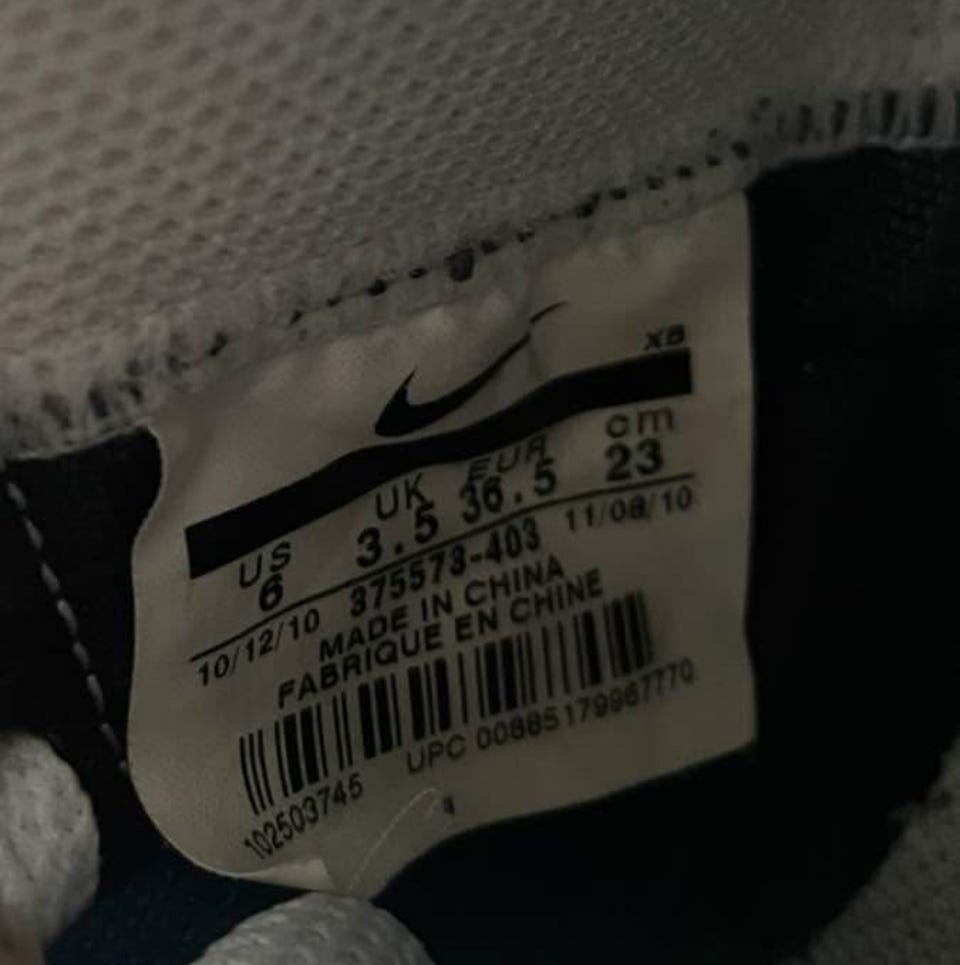 XB
US UK EUR cm
6 3.5 36.5 23
10/12/10 375573-403 11/08/10
MADE IN CHINA
FABRIQUE EN CHINE
102503745 UPC 00885179967770